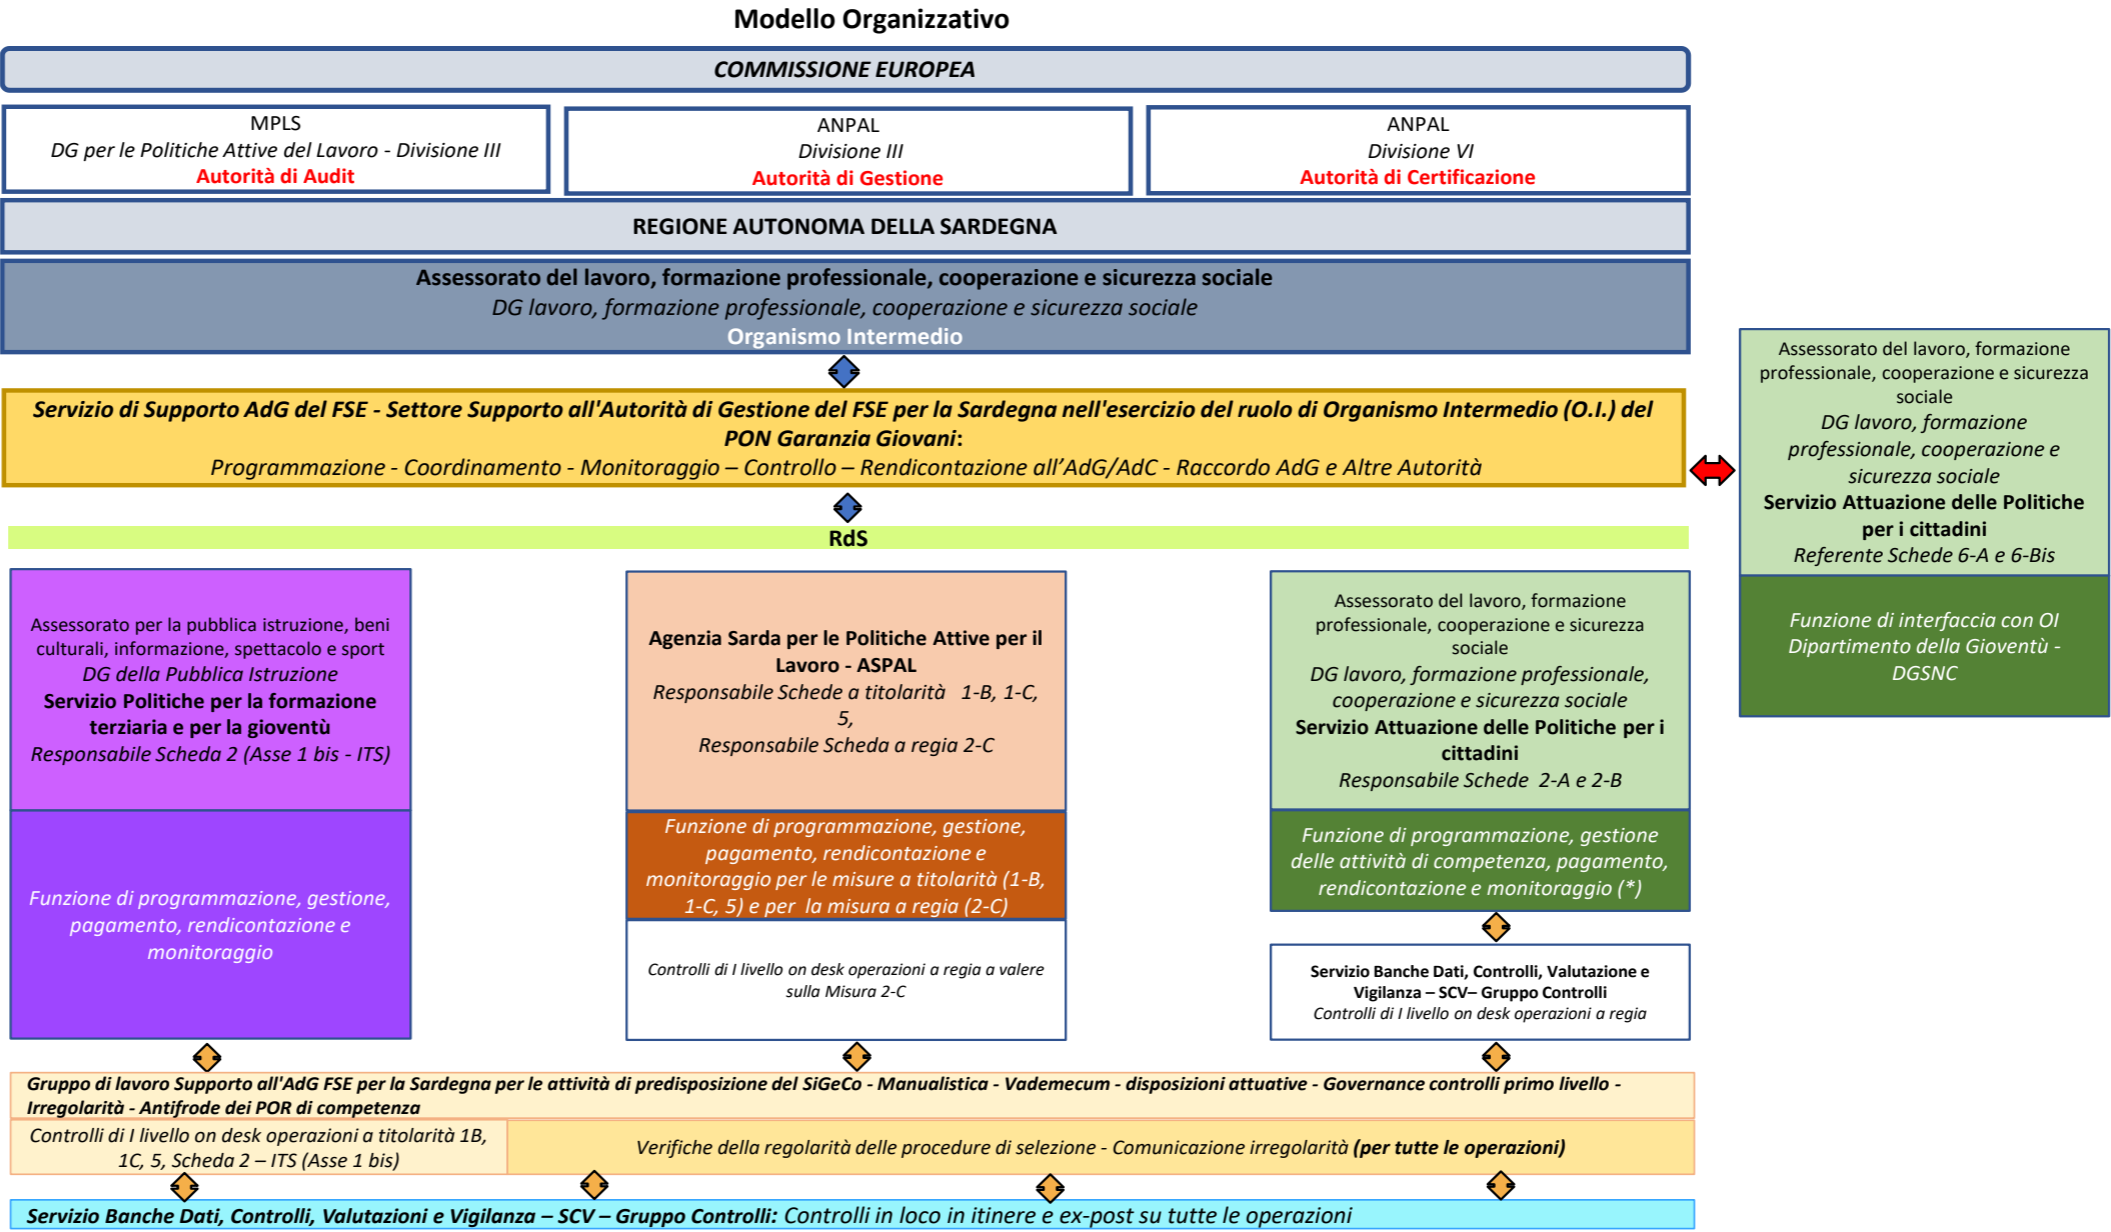 Modello Organizzativo
COMMISSIONE EUROPEA
MPLS
DG per le Politiche Attive del Lavoro - Divisione III
Autorità di Audit
ANPAL
Divisione III
Autorità di Gestione
ANPAL
Divisione VI
Autorità di Certificazione
REGIONE AUTONOMA DELLA SARDEGNA
Assessorato del lavoro, formazione professionale, cooperazione e sicurezza sociale
DG lavoro, formazione professionale, cooperazione e sicurezza sociale
Organismo Intermedio
Servizio di Supporto AdG del FSE - Settore Supporto all'Autorità di Gestione del FSE per la Sardegna nell'esercizio del ruolo di Organismo Intermedio (O.I.) del
PON Garanzia Giovani:
Programmazione - Coordinamento - Monitoraggio – Controllo – Rendicontazione all'AdG/AdC - Raccordo AdG e Altre Autorità
Assessorato del lavoro, formazione
professionale, cooperazione e sicurezza
sociale
DG lavoro, formazione
professionale, cooperazione e
sicurezza sociale
Servizio Attuazione delle Politiche
per i cittadini
Referente Schede 6-A e 6-Bis
Funzione di interfaccia con OI
Dipartimento della Gioventù -
DGSNC
RdS
Assessorato per la pubblica istruzione, beni
culturali, informazione, spettacolo e sport
DG della Pubblica Istruzione
Servizio Politiche per la formazione
terziaria e per la gioventù
Responsabile Scheda 2 (Asse 1 bis - ITS)
Funzione di programmazione, gestione,
pagamento, rendicontazione e
monitoraggio
Agenzia Sarda per le Politiche Attive per il
Lavoro - ASPAL
Responsabile Schede a titolarità 1-B, 1-C,
5,
Responsabile Scheda a regia 2-C
Funzione di programmazione, gestione,
pagamento, rendicontazione e
monitoraggio per le misure a titolarità (1-B,
1-C, 5) e per la misura a regia (2-C)
Controlli di I livello on desk operazioni a regia a valere
sulla Misura 2-C
Assessorato del lavoro, formazione
professionale, cooperazione e sicurezza
sociale
DG lavoro, formazione professionale,
cooperazione e sicurezza sociale
Servizio Attuazione delle Politiche per i
cittadini
Responsabile Schede 2-A e 2-B
Funzione di programmazione, gestione
delle attività di competenza, pagamento,
rendicontazione e monitoraggio (*)
Servizio Banche Dati, Controlli, Valutazione e
Vigilanza – SCV– Gruppo Controlli
Controlli di I livello on desk operazioni a regia
Gruppo di lavoro Supporto all'AdG FSE per la Sardegna per le attività di predisposizione del SiGeCo - Manualistica - Vademecum - disposizioni attuative - Governance controlli primo livello -
Irregolarità - Antifrode dei POR di competenza
Controlli di I livello on desk operazioni a titolarità 1B,
1C, 5, Scheda 2 – ITS (Asse 1 bis)
Verifiche della regolarità delle procedure di selezione - Comunicazione irregolarità (per tutte le operazioni)
Servizio Banche Dati, Controlli, Valutazioni e Vigilanza – SCV – Gruppo Controlli: Controlli in loco in itinere e ex-post su tutte le operazioni